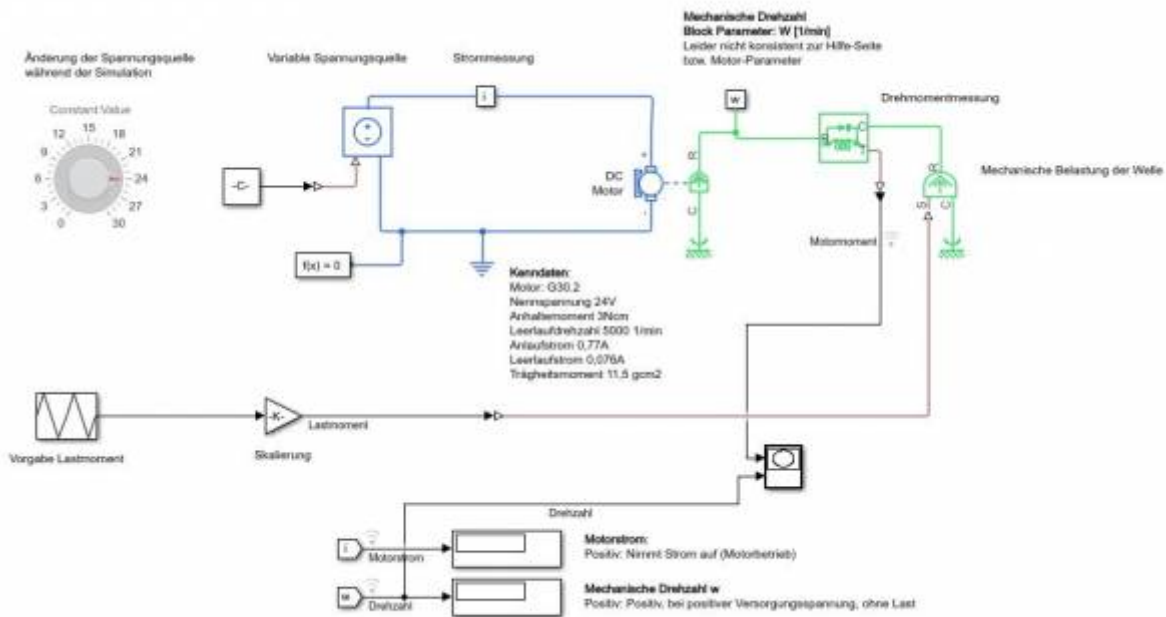 Mechanische Drehzahl
Block Parameter: W [1/min]
Leider nicht konsistent zur Hilfe-Seite
bzw. Motor-Parameter
Änderung der Spannungsquelle
während der Simulation
Variable Spannungsquelle
Strommessung
Constant Value
0
3
6
9
12
15
18
21
24
27
30
i
w
Drehmomentmessung
-C-
DC
Motor
+
-
R
C
R
C
T
R
S
C
Mechanische Belastung der Welle
Motormoment
f(x) = 0
Kenndaten:
Motor: G30.2
Nennspannung 24V
Anhaltemoment 3Ncm
Leerlaufdrehzahl 5000 1/min
Anlaufstrom 0,77A
Leerlaufstrom 0,076A
Trägheitsmoment 11,5 gcm2
-K-
Lastmoment
Vorgabe Lastmoment
Skalierung
Drehzahl
i
Motorstrom
Motorstrom:
Positiv: Nimmt Strom auf (Motorbetrieb)
w
Drehzahl
Mechanische Drehzahl w
Positiv: Positiv, bei positiver Versorgungsspannung, ohne Last